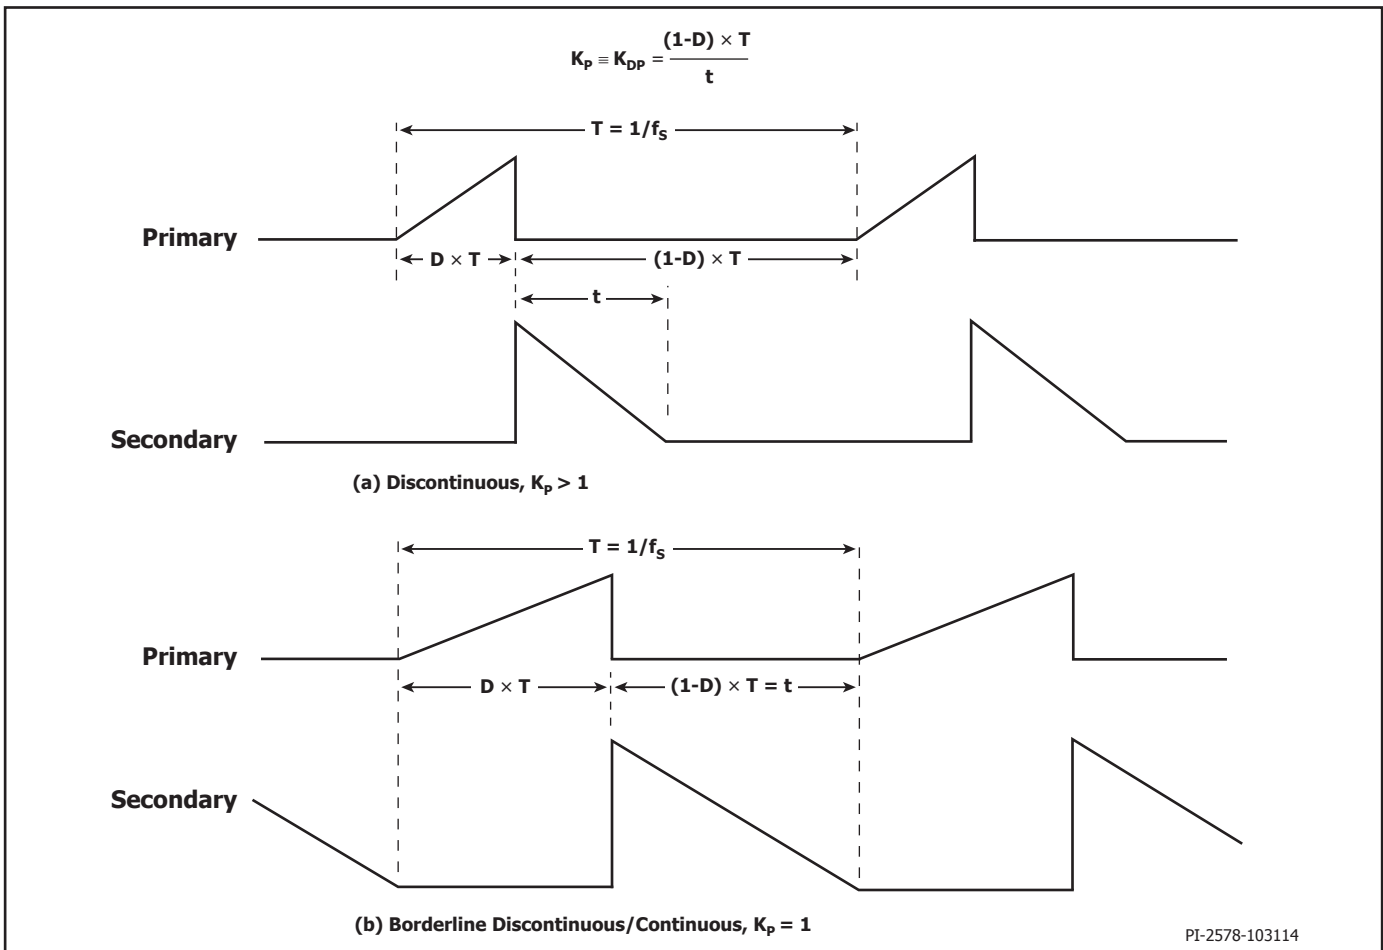 (1-D) × T
K_P ≡ K_DP =
t
T = 1/f_S
Primary
D × T
(1-D) × T
t
Secondary
(a) Discontinuous, K_P > 1
T = 1/f_S
Primary
D × T
(1-D) × T = t
Secondary
(b) Borderline Discontinuous/Continuous, K_P = 1
PI-2578-103114